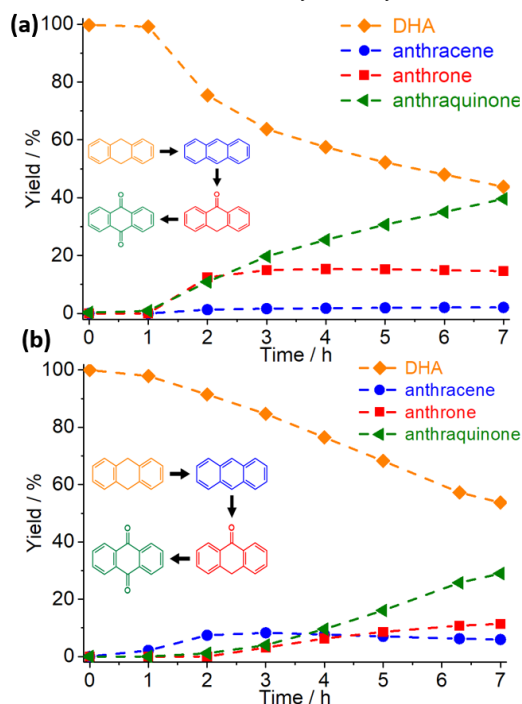 (a)
DHA
anthracene
anthrone
anthraquinone
Yield / %
100
80
60
40
20
0
O
O
O
0 1 2 3 4 5 6 7
Time / h
(b)
DHA
anthracene
anthrone
anthraquinone
Yield / %
100
80
60
40
20
0
O
O
O
0 1 2 3 4 5 6 7
Time / h